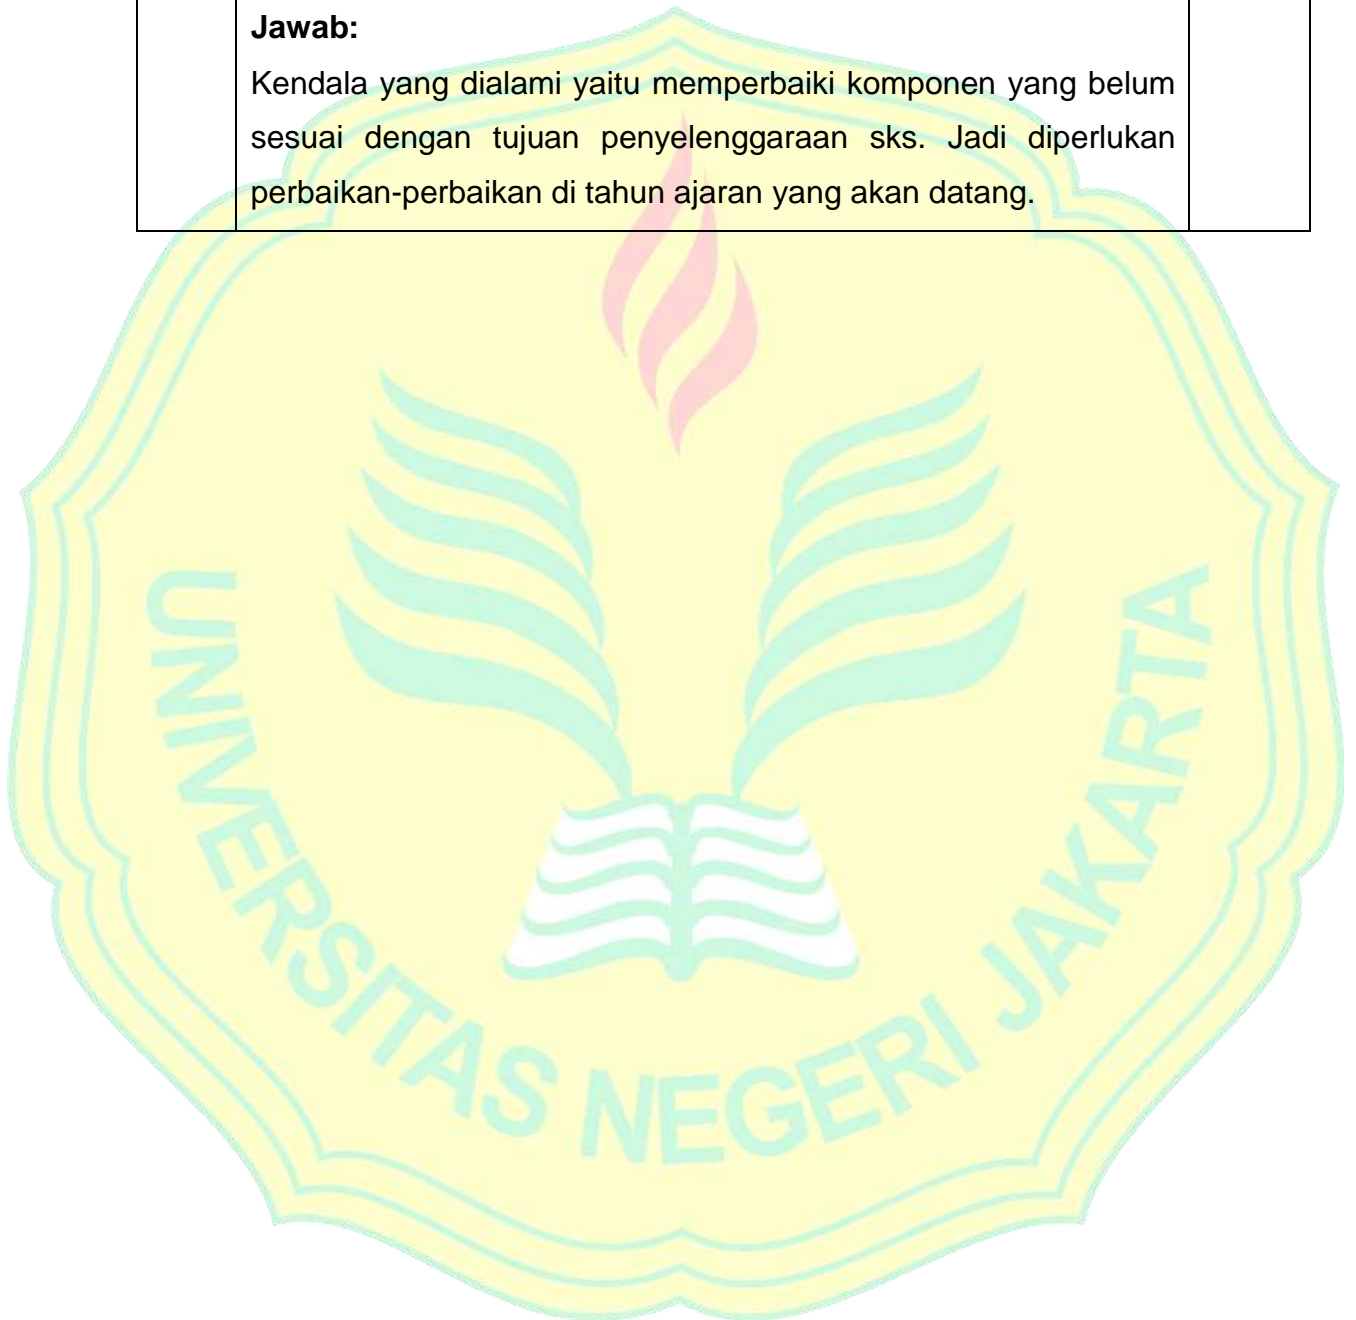 Jawab:
Kendala yang dialami yaitu memperbaiki komponen yang belum
sesuai dengan tujuan penyelenggaraan sks. Jadi diperlukan
perbaikan-perbaikan di tahun ajaran yang akan datang.
UNIVERSITAS NEGERI JAKARTA